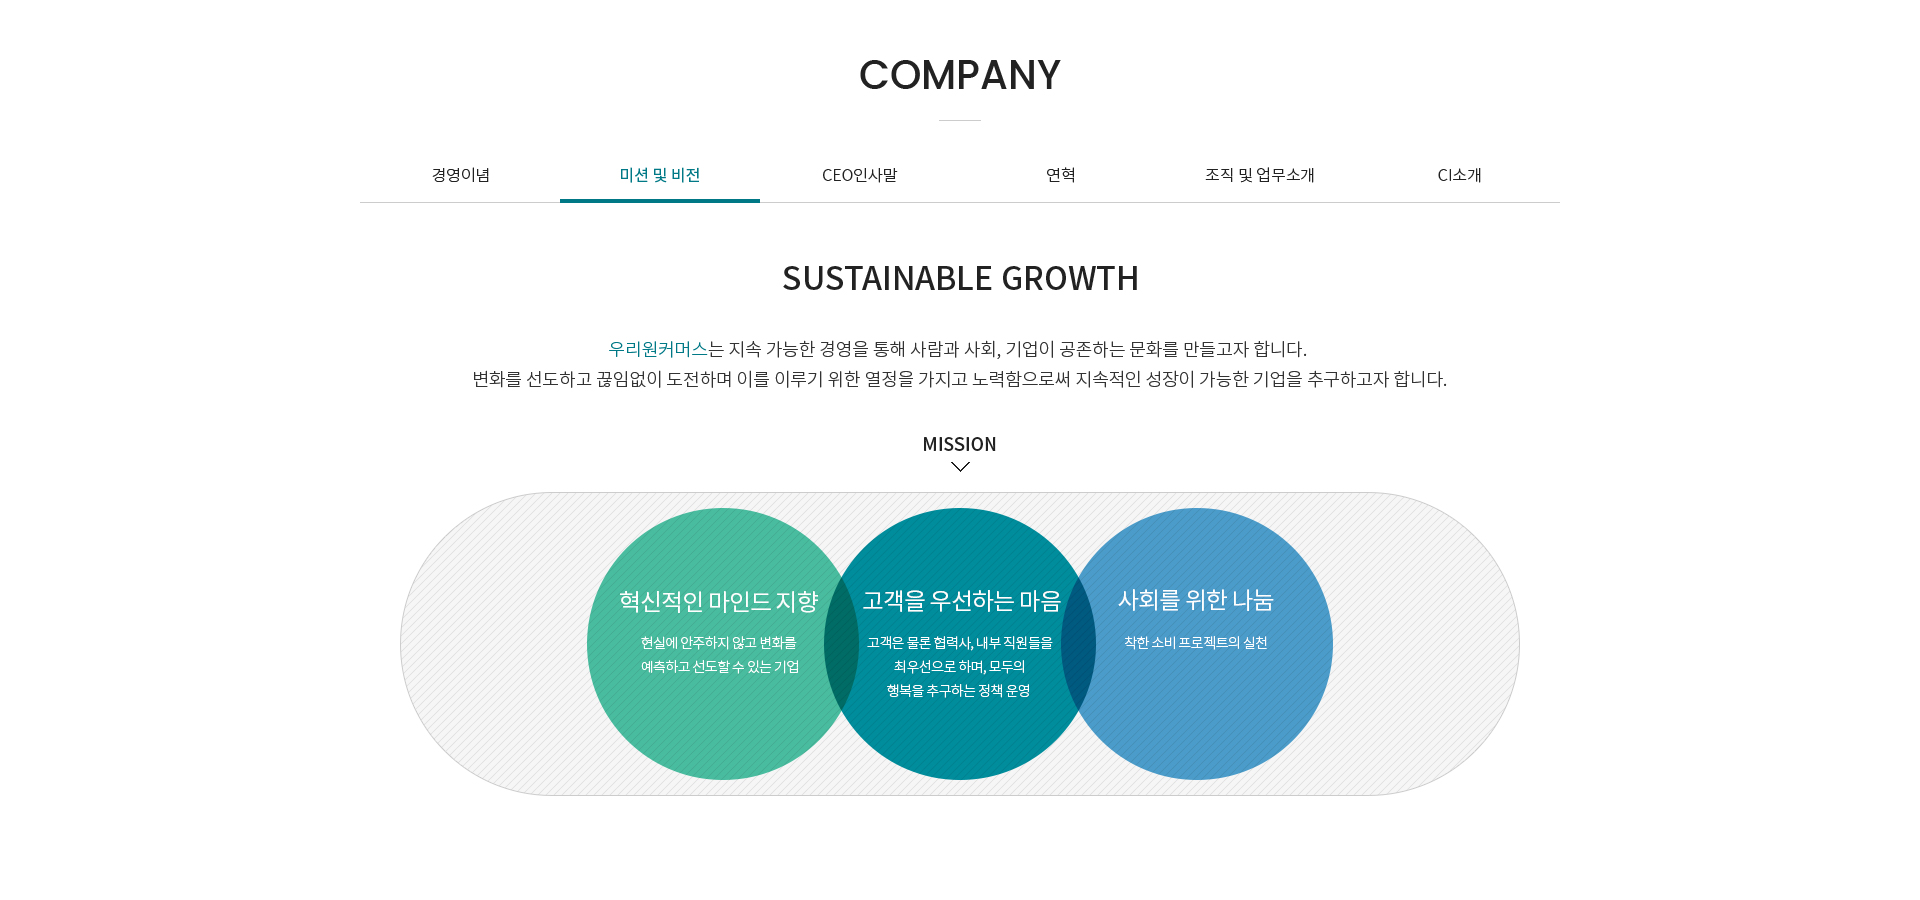 COMPANY
경영이념
미션 및 비전
CEO인사말
연혁
조직 및 업무소개
CI소개
SUSTAINABLE GROWTH
우리원커머스는 지속 가능한 경영을 통해 사람과 사회, 기업이 공존하는 문화를 만들고자 합니다.
변화를 선도하고 끊임없이 도전하며 이를 이루기 위한 열정을 가지고 노력함으로써 지속적인 성장이 가능한 기업을 추구하고자 합니다.
MISSION
혁신적인 마인드 지향
현실에 안주하지 않고 변화를
예측하고 선도할 수 있는 기업
고객을 우선하는 마음
고객은 물론 협력사, 내부 직원들을
최우선으로 하며, 모두의
행복을 추구하는 정책 운영
사회를 위한 나눔
착한 소비 프로젝트의 실천